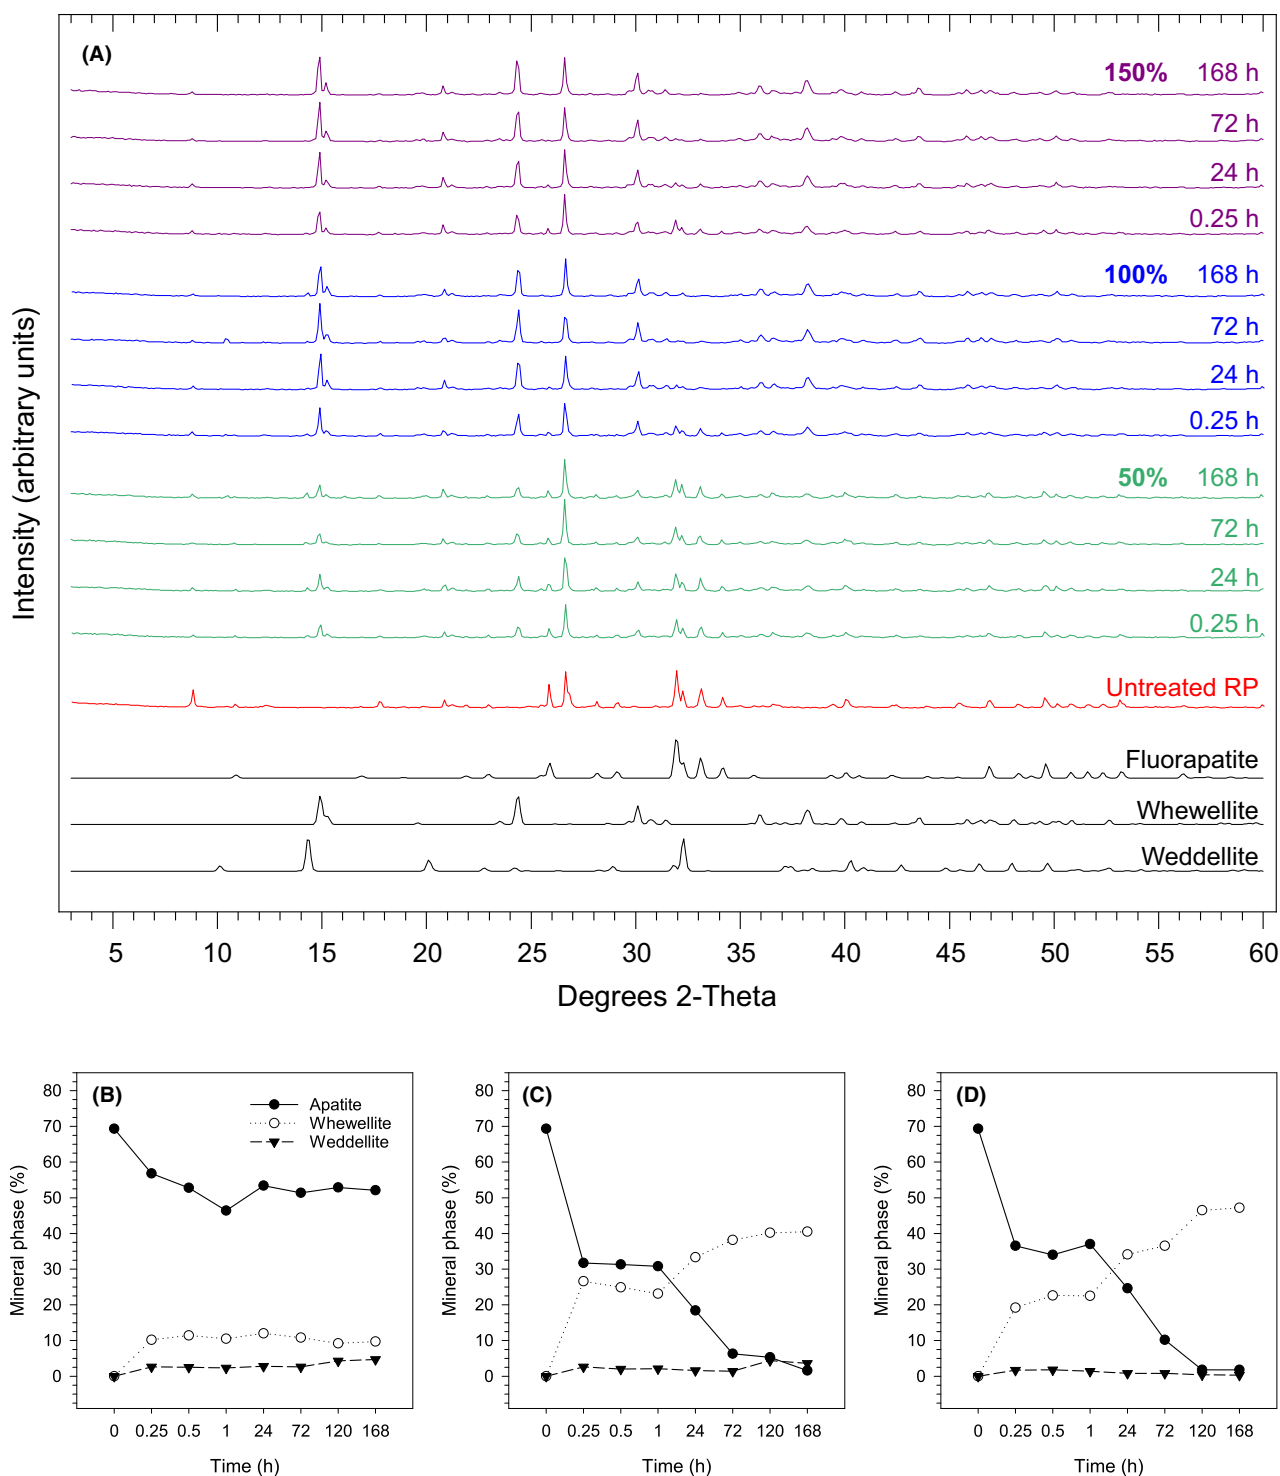 (A)
150% 168 h
72 h
24 h
0.25 h
100% 168 h
72 h
24 h
0.25 h
50% 168 h
72 h
24 h
0.25 h
Untreated RP
Fluorapatite
Whewellite
Weddellite
Intensity (arbitrary units)
5 10 15 20 25 30 35 40 45 50 55 60
Degrees 2-Theta
(B)
Apatite
Whewellite
Weddellite
Mineral phase (%)
80
70
60
50
40
30
20
10
0
0 0.25 0.5 1 24 72 120 168
Time (h)
(C)
Mineral phase (%)
80
70
60
50
40
30
20
10
0
0 0.25 0.5 1 24 72 120 168
Time (h)
(D)
Mineral phase (%)
80
70
60
50
40
30
20
10
0
0 0.25 0.5 1 24 72 120 168
Time (h)